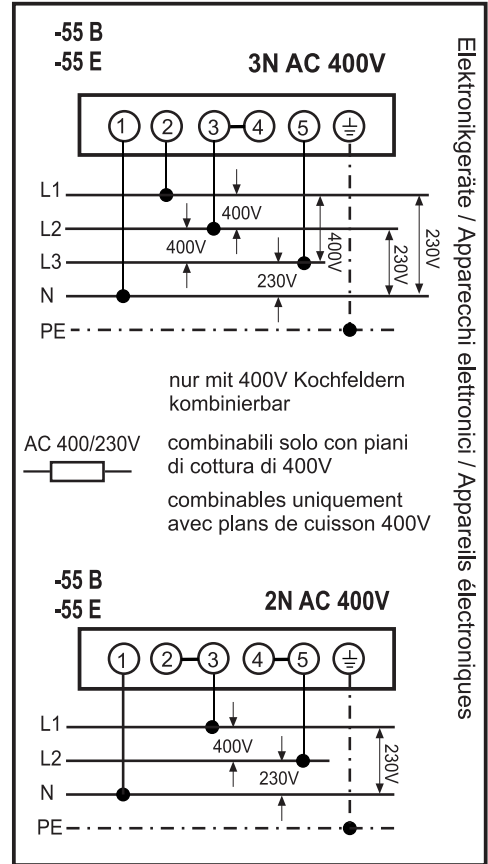 -55 B
-55 E
3N AC 400V
1 2 3 4 5
L1
400V
L2
400V
400V
230V
230V
L3
230V
N
PE
nur mit 400V Kochfeldern
kombinierbar
AC 400/230V
combinabili solo con piani
di cottura di 400V
combinables uniquement
avec plans de cuisson 400V
-55 B
-55 E
2N AC 400V
1 2 3 4 5
L1
400V
230V
L2
230V
N
PE
Elektronikgeräte / Apparecchi elettronici / Appareils électroniques